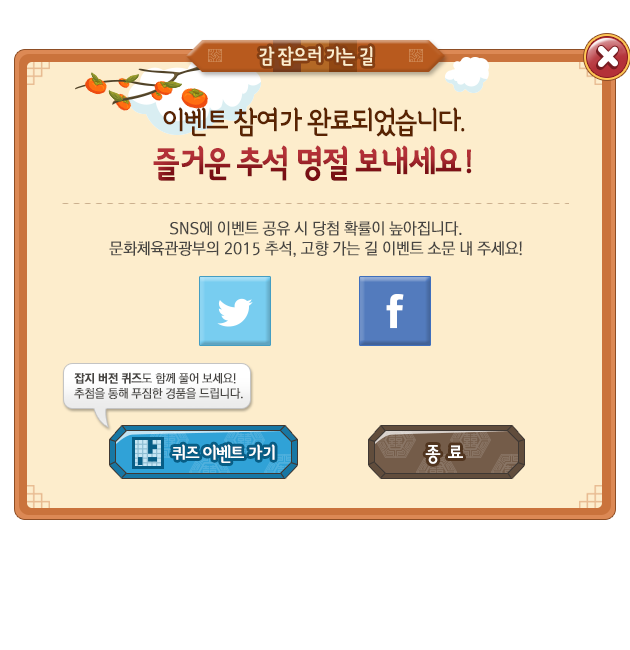 감 잡으러 가는 길
이벤트 참여가 완료되었습니다.
즐거운 추석 명절 보내세요!
SNS에 이벤트 공유 시 당첨 확률이 높아집니다.
문화체육관광부의 2015 추석, 고향 가는 길 이벤트 소문 내 주세요!
잡지 버전 퀴즈도 함께 풀어 보세요!
추첨을 통해 푸짐한 경품을 드립니다.
퀴즈 이벤트 가기
종 료